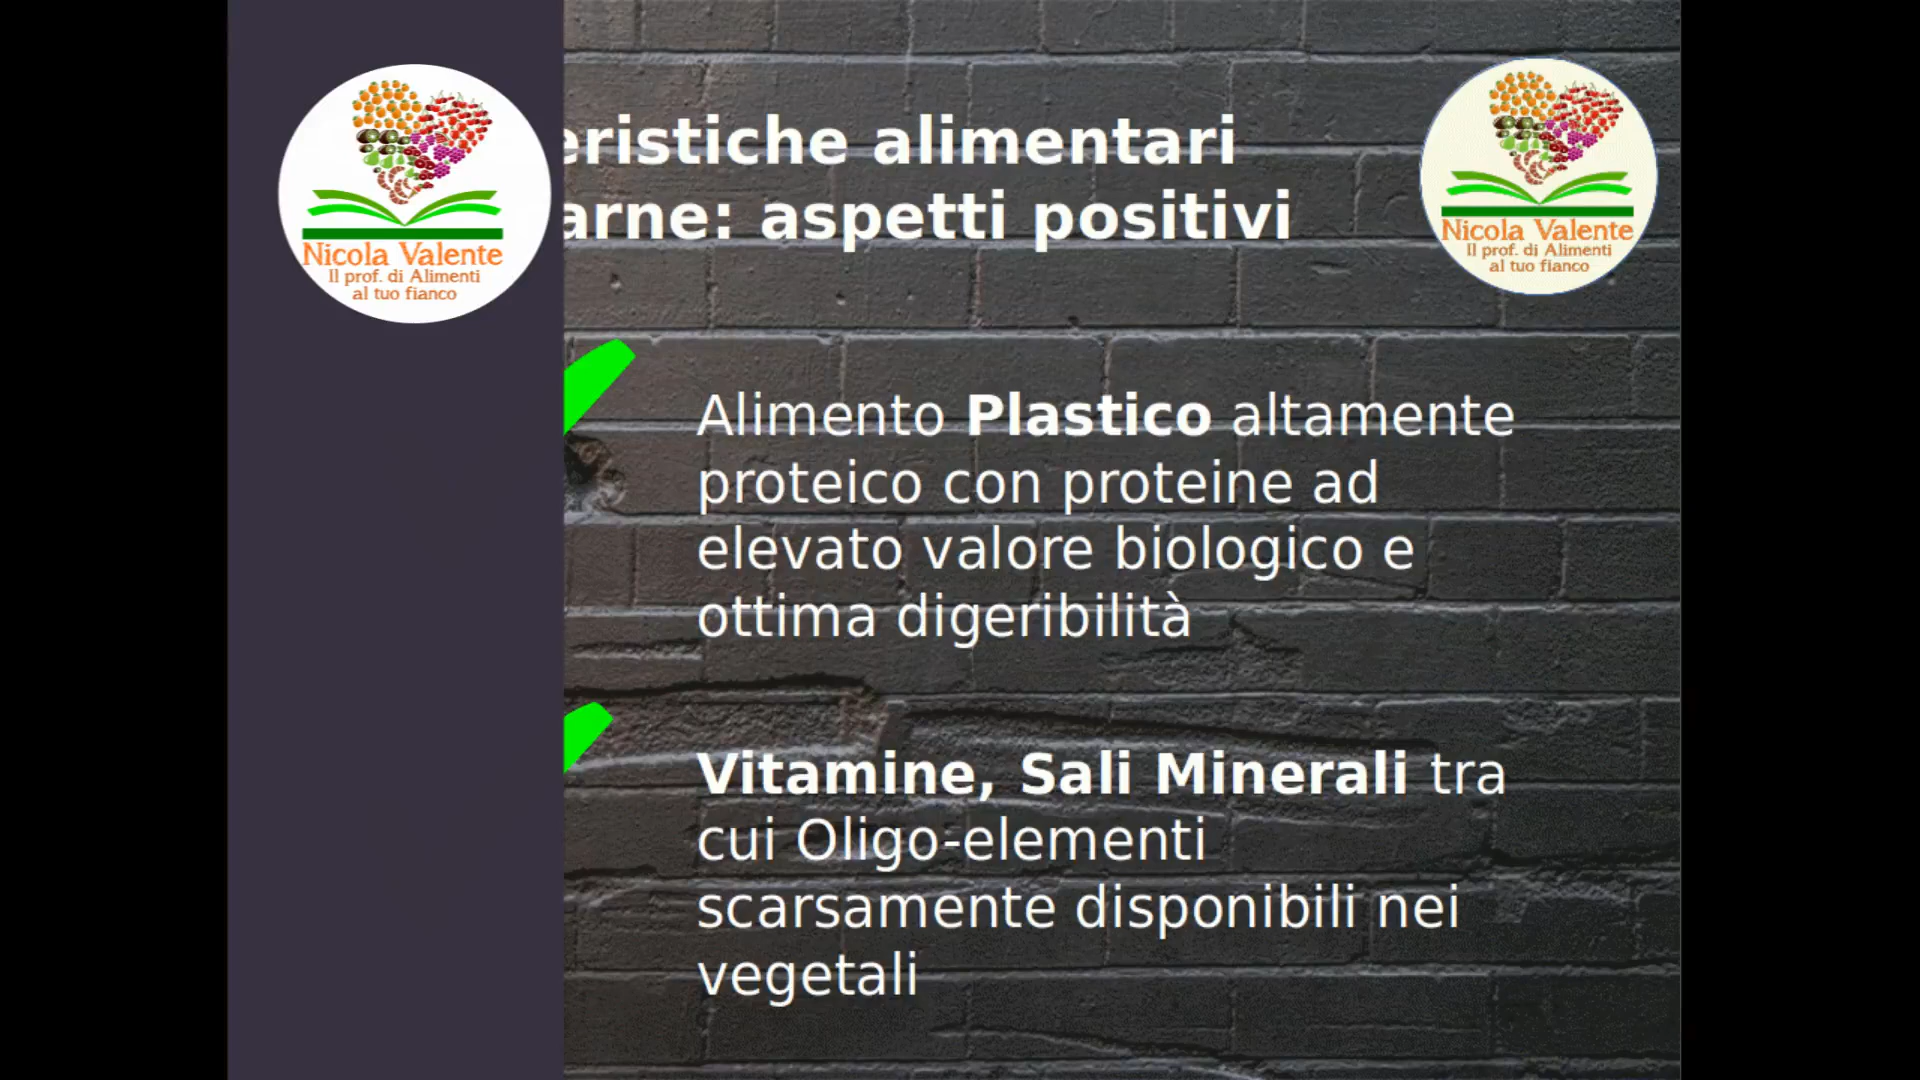 eristiche alimentari
arne: aspetti positivi
Nicola Valente
Il prof. di Alimenti
al tuo fianco
Nicola Valente
Il prof. di Alimenti
al tuo fianco
Alimento Plastico altamente
proteico con proteine ad
elevato valore biologico e
ottima digeribilità
Vitamine, Sali Minerali tra
cui Oligo-elementi
scarsamente disponibili nei
vegetali